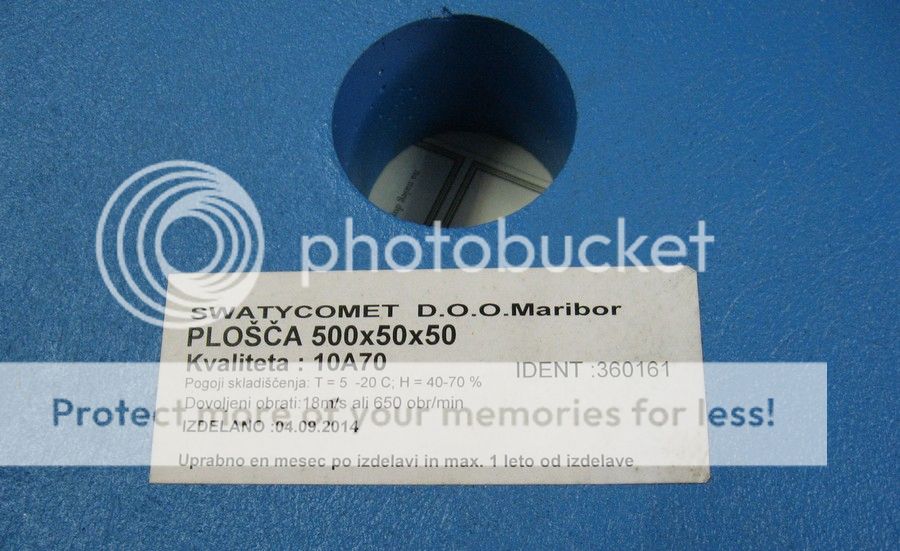 photobucket
SWATYCOMET D.O.O.Maribor
PLOŠČA 500x50x50
Kvaliteta : 10A70
IDENT :360161
Pogoji skladiščenja: T = 5 -20 C; H = 40-70 %
Dovoljeni obrati:18m/s ali 650 obr/min
Protect more of your memories for less!
IZDELANO :04.09.2014
Uprabno en mesec po izdelavi in max. 1 leto od izdelave